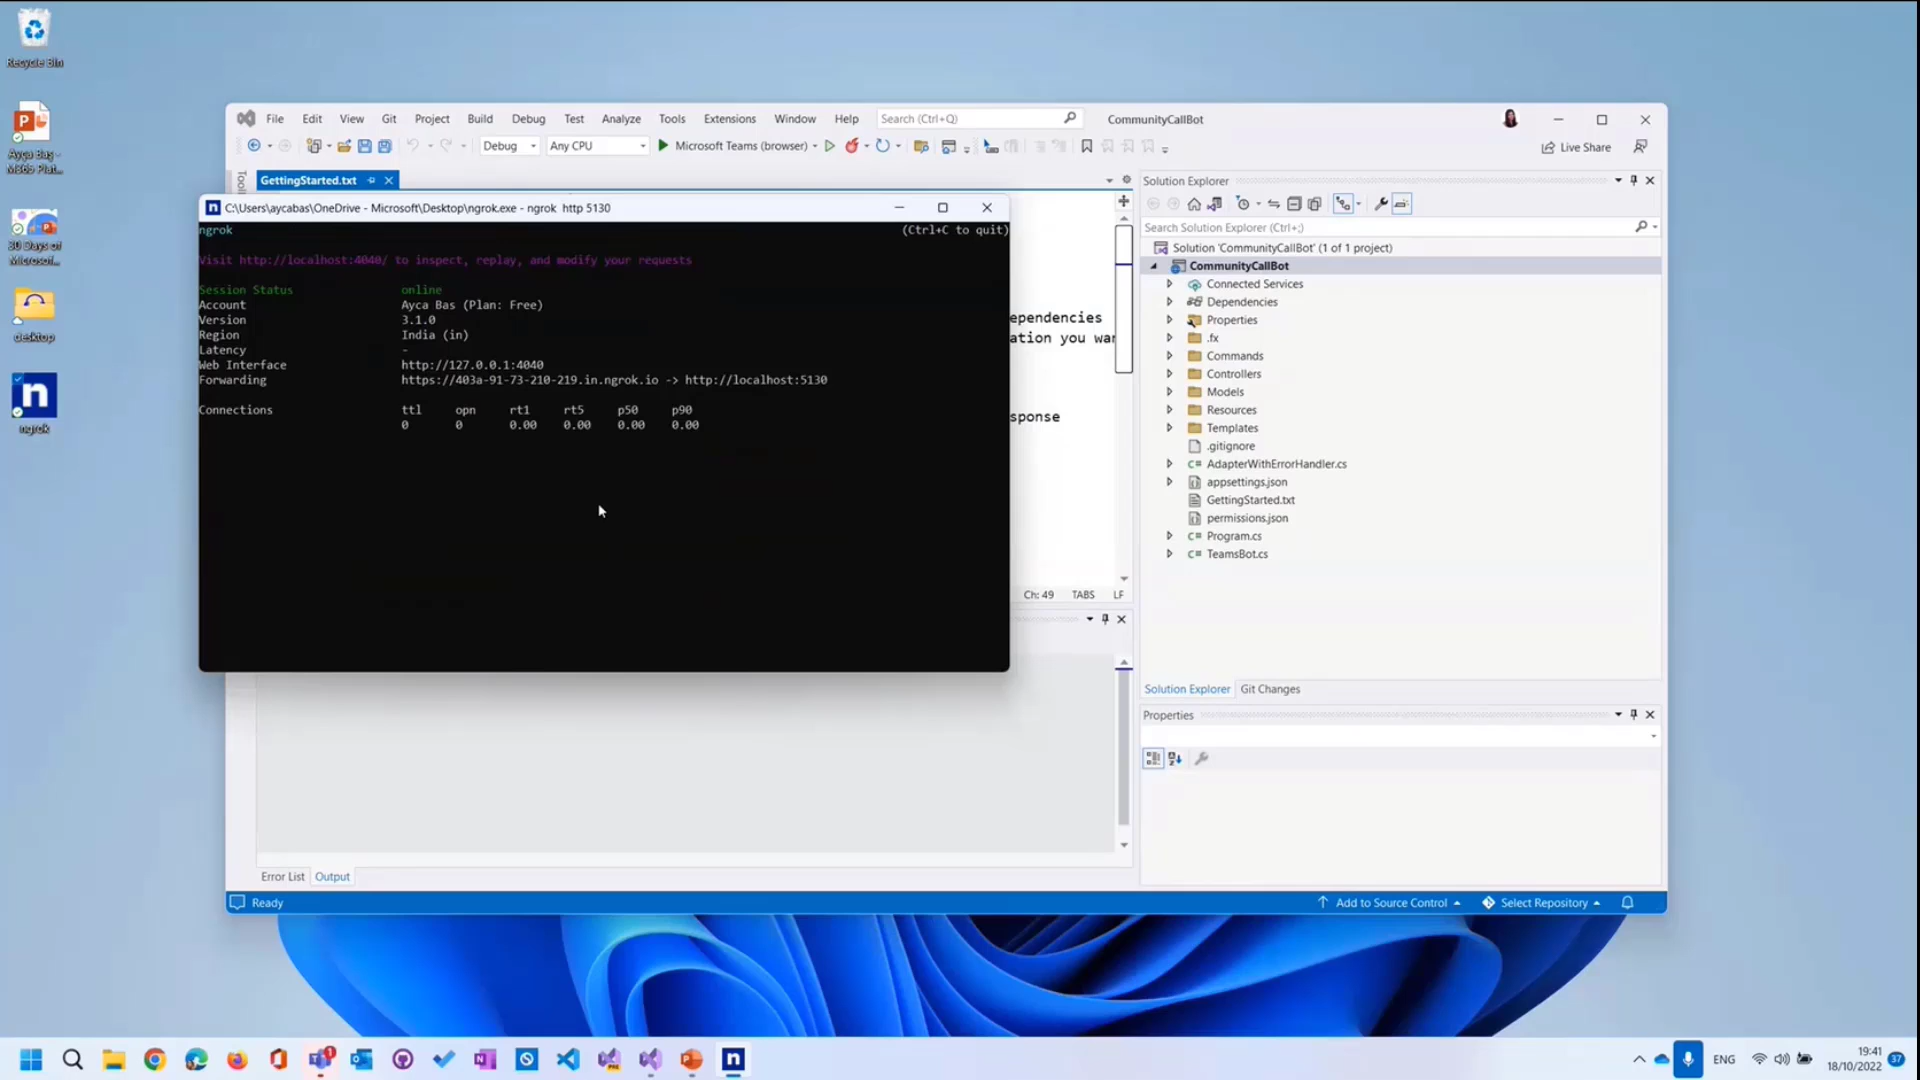 Recycle Bin
Ayça Baş -
M365 Plat...
30 Days of
Microsoft...
desktop
ngrok
File Edit View Git Project Build Debug Test Analyze Tools Extensions Window Help Search (Ctrl+Q) CommunityCallBot
Debug Any CPU Microsoft Teams (browser) Live Share
GettingStarted.txt
C:\Users\aycabas\OneDrive - Microsoft\Desktop\ngrok.exe - ngrok http 5130
ngrok (Ctrl+C to quit)
Visit http://localhost:4040/ to inspect, replay, and modify your requests
Session Status online
Account Ayca Bas (Plan: Free)
Version 3.1.0
Region India (in)
Latency -
Web Interface http://127.0.0.1:4040
Forwarding https://403a-91-73-210-219.in.ngrok.io -> http://localhost:5130
Connections ttl opn rt1 rt5 p50 p90
0 0 0.00 0.00 0.00 0.00
ependencies
ation you wa
sponse
Ch: 49 TABS LF
Error List Output
Solution Explorer
Search Solution Explorer (Ctrl+;)
Solution 'CommunityCallBot' (1 of 1 project)
CommunityCallBot
Connected Services
Dependencies
Properties
.fx
Commands
Controllers
Models
Resources
Templates
.gitignore
C# AdapterWithErrorHandler.cs
appsettings.json
GettingStarted.txt
permissions.json
C# Program.cs
C# TeamsBot.cs
Solution Explorer Git Changes
Properties
Ready Add to Source Control Select Repository
ENG
19:41
18/10/2022
37